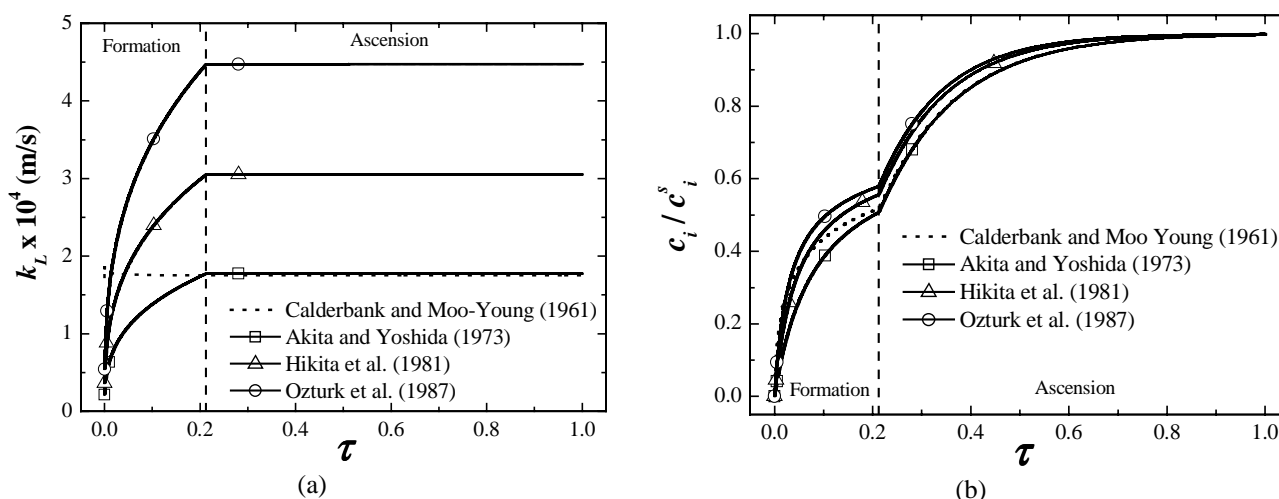 Formation
Ascension
k_L x 10^4 (m/s)
5
4
3
2
1
0
Calderbank and Moo-Young (1961)
Akita and Yoshida (1973)
Hikita et al. (1981)
Ozturk et al. (1987)
0.0 0.2 0.4 0.6 0.8 1.0
τ
(a)
c_i / c^s_i
1.0
0.8
0.6
0.4
0.2
0.0
Calderbank and Moo Young (1961)
Akita and Yoshida (1973)
Hikita et al. (1981)
Ozturk et al. (1987)
Formation
Ascension
0.0 0.2 0.4 0.6 0.8 1.0
τ
(b)